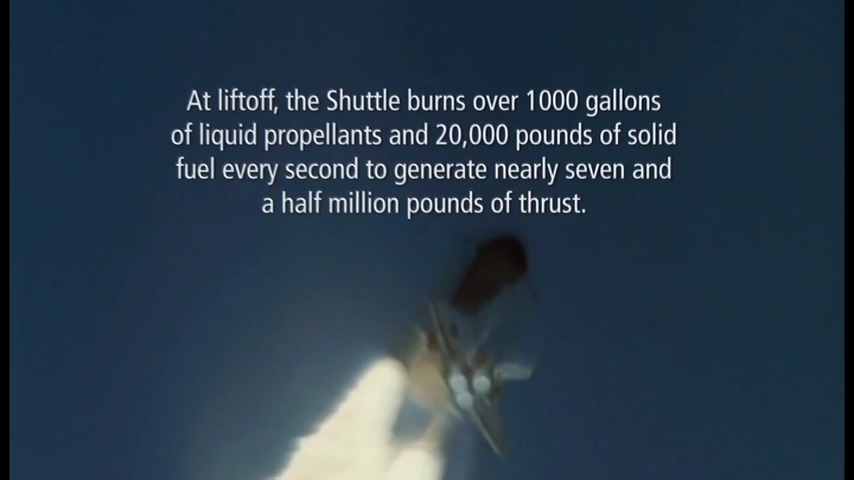 At liftoff, the Shuttle burns over 1000 gallons
of liquid propellants and 20,000 pounds of solid
fuel every second to generate nearly seven and
a half million pounds of thrust.